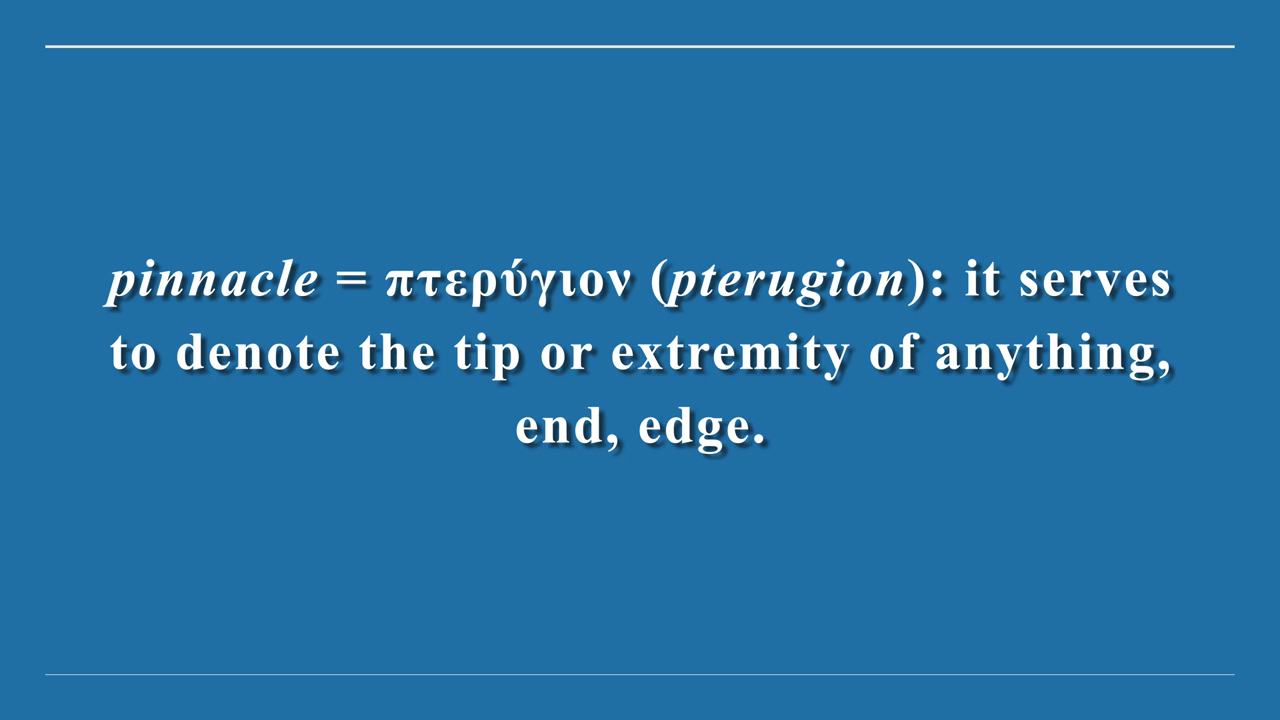 pinnacle = πτερύγιον (pterugion): it serves
to denote the tip or extremity of anything,
end, edge.